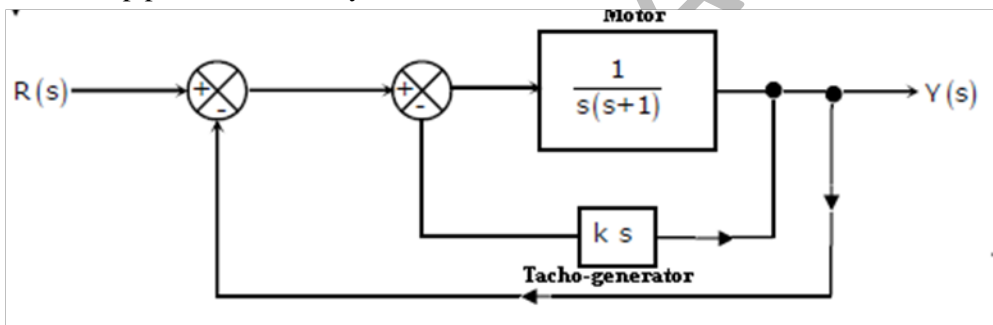 Motor
R(s)
+
-
+
-
1
s(s+1)
Y(s)
k s
Tacho-generator